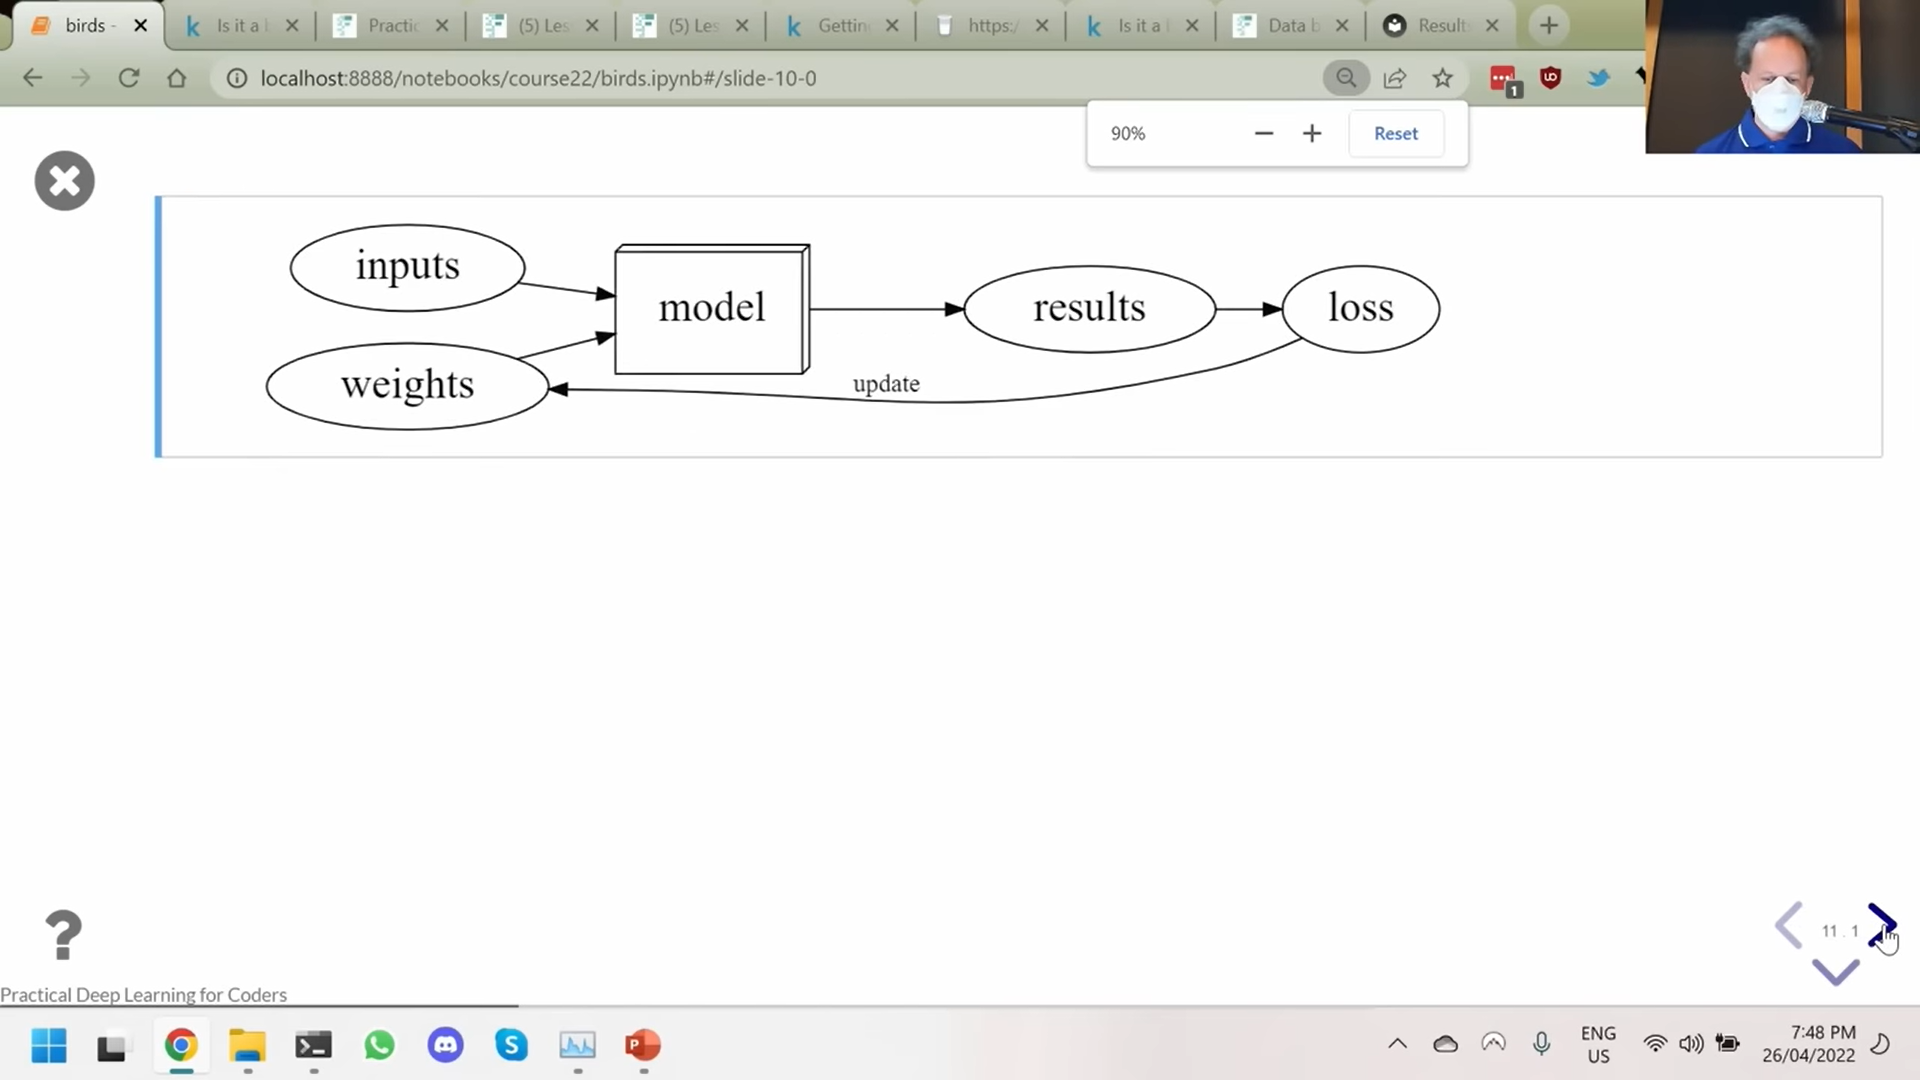 birds -
Is it a b
Practic
(5) Les
(5) Les
Gettin
https:/
Is it a
Data b
Result
localhost:8888/notebooks/course22/birds.ipynb#/slide-10-0
1
90%
Reset
inputs
model
results
loss
weights
update
11 . 1
Practical Deep Learning for Coders
ENG
US
7:48 PM
26/04/2022